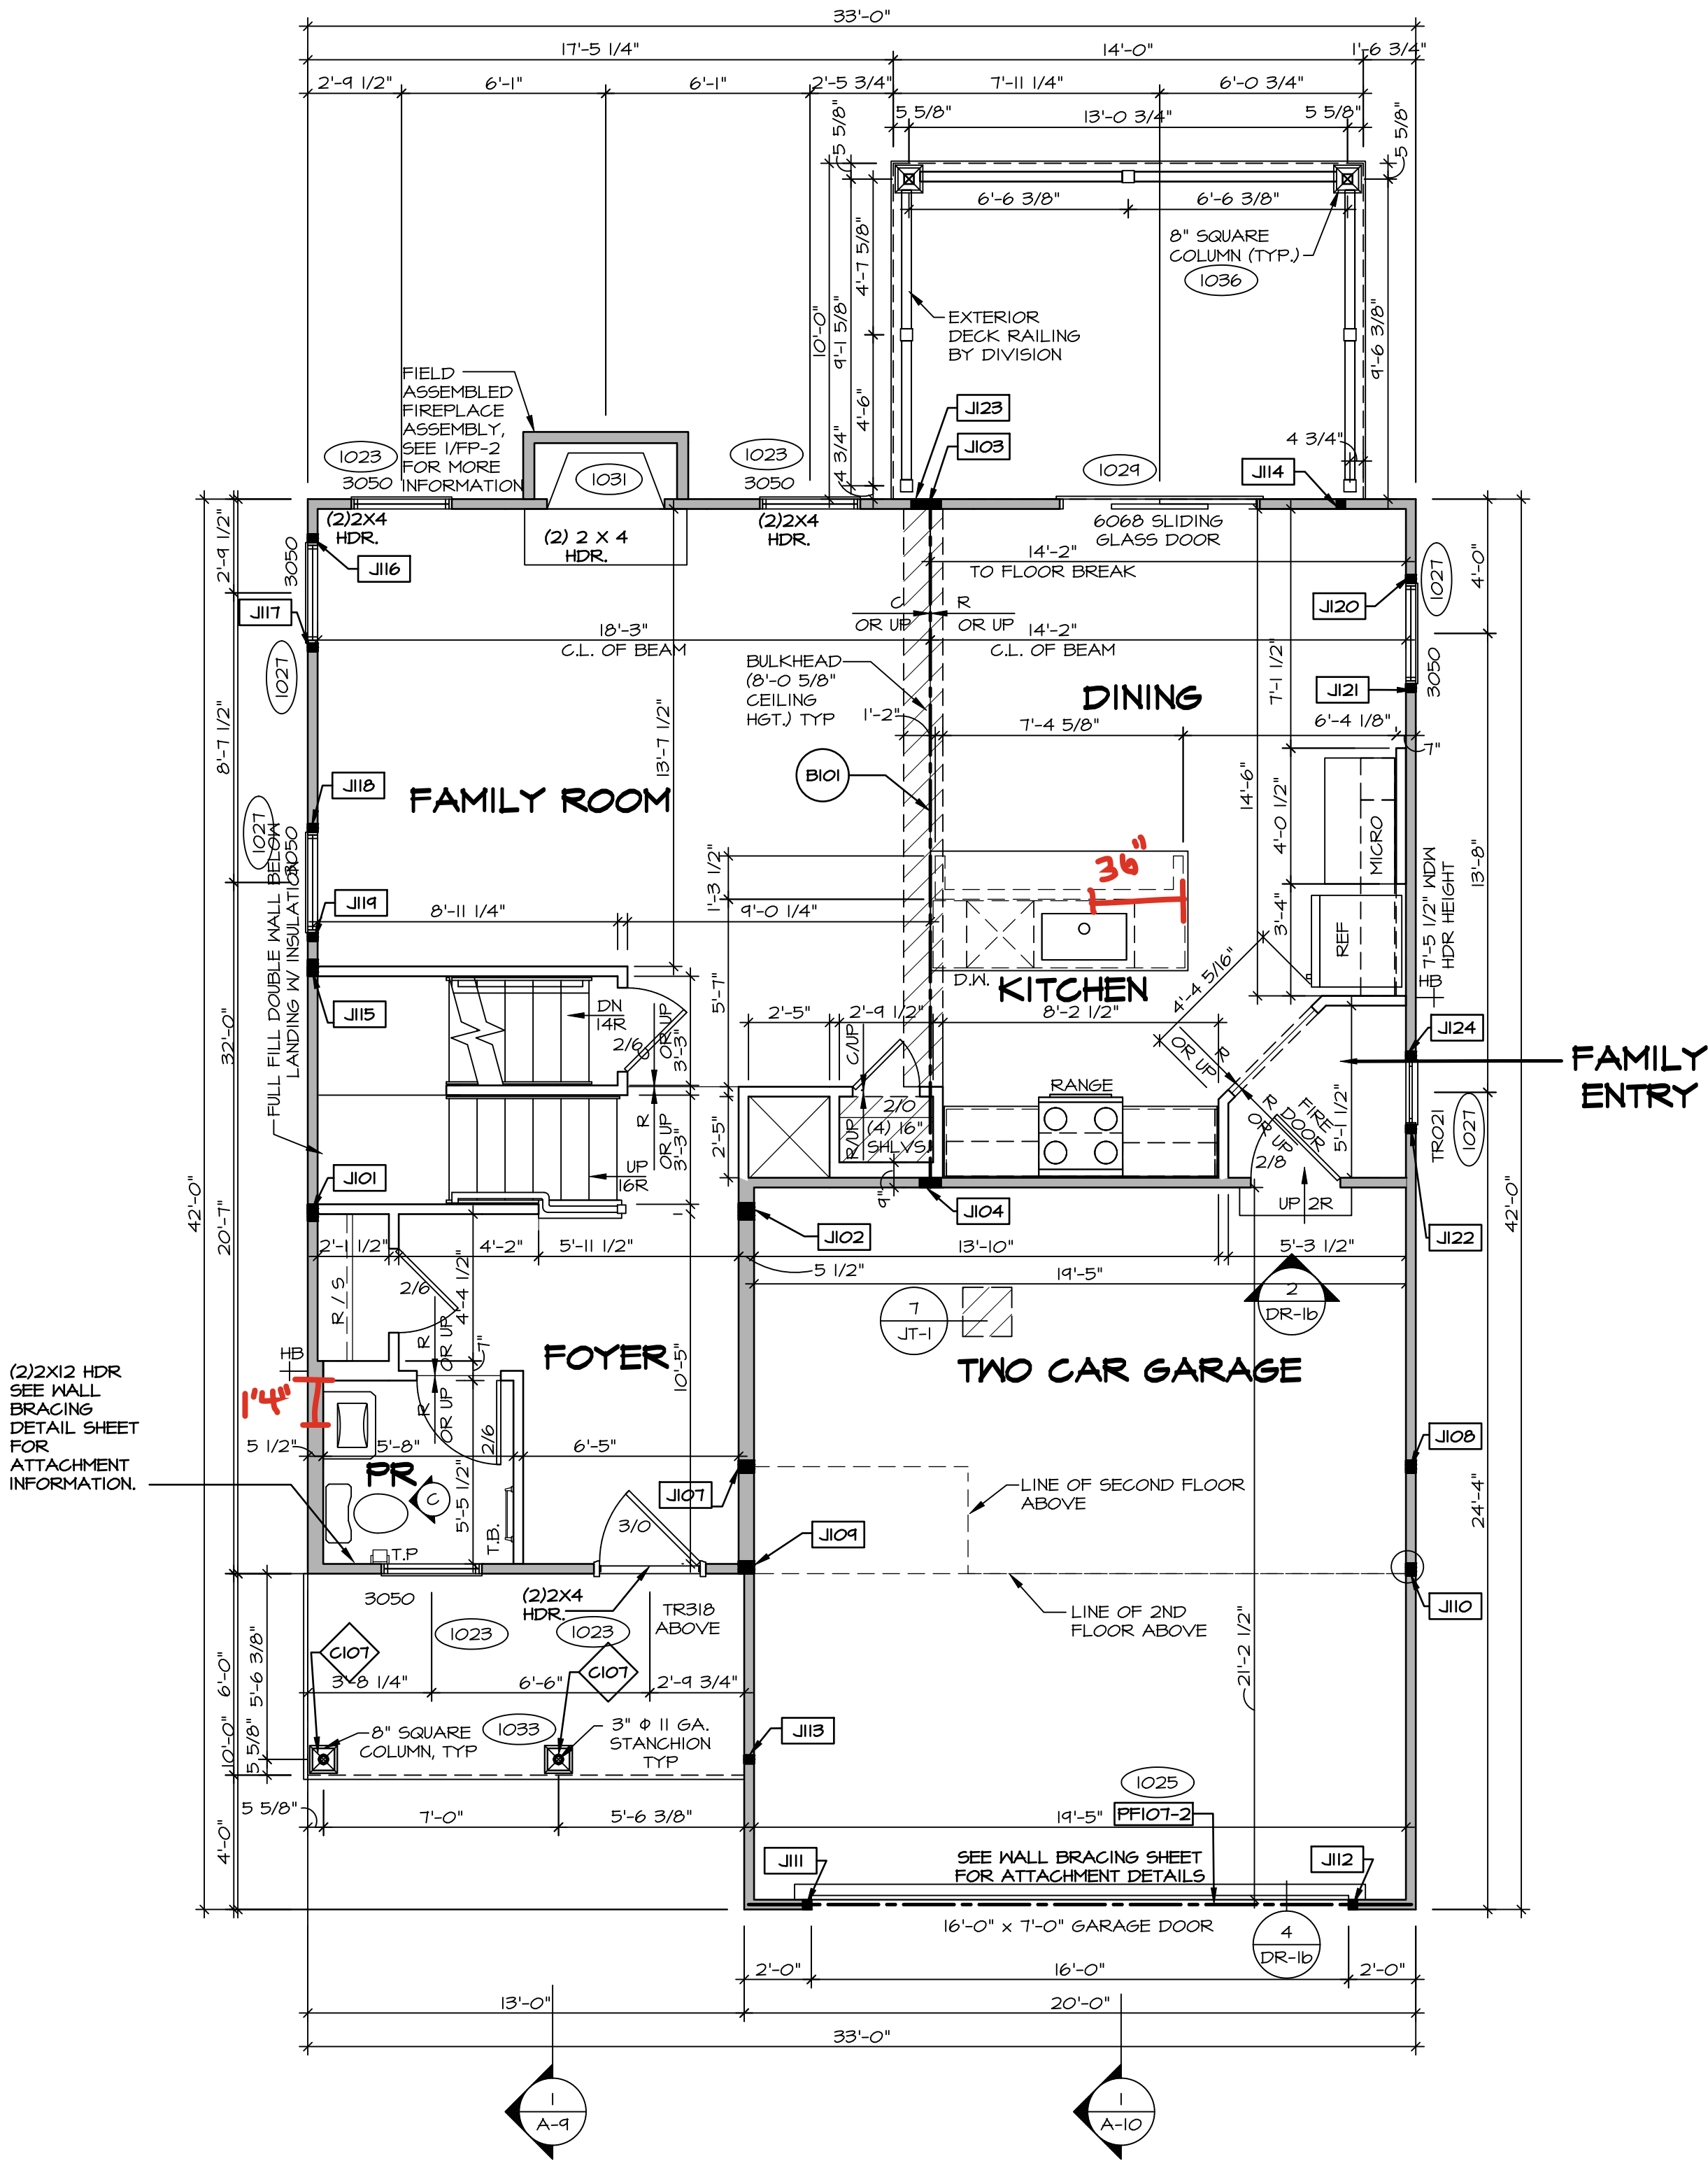 33'-0"
17'-5 1/4"
14'-0"
1'-6 3/4"
2'-9 1/2"
6'-1"
6'-1"
2'-5 3/4"
7'-11 1/4"
6'-0 3/4"
5 5/8"
13'-0 3/4"
5 5/8"
5 5/8"
5 5/8"
6'-6 3/8"
6'-6 3/8"
8" SQUARE
COLUMN (TYP.)
1036
4'-7 5/8"
10'-0"
9'-1 5/8"
9'-6 3/8"
EXTERIOR
DECK RAILING
BY DIVISION
FIELD
ASSEMBLED
FIREPLACE
ASSEMBLY,
SEE 1/FP-2
FOR MORE
INFORMATION
4'-6"
4 3/4"
J123
J103
4 3/4"
1023
3050
1031
1023
3050
1029
J114
(2)2X4
HDR.
(2) 2 X 4
HDR.
(2)2X4
HDR.
6068 SLIDING
GLASS DOOR
14'-2"
TO FLOOR BREAK
2'-9 1/2"
3050
J116
J117
1027
C
OR UP
R
OR UP
J120
1027
4'-0"
18'-3"
C.L. OF BEAM
14'-2"
C.L. OF BEAM
BULKHEAD
(8'-0 5/8"
CEILING
HGT.) TYP
DINING
7'-1 1/2"
J121
3050
1'-2"
7'-4 5/8"
6'-4 1/8"
7"
8'-7 1/2"
13'-7 1/2"
B101
14'-6"
4'-0 1/2"
J118
FAMILY ROOM
1027
3050
MICRO
36"
1'-3 1/2"
3'-4"
REF
7'-5 1/2" WDW
HDR HEIGHT
13'-8"
J119
8'-11 1/4"
9'-0 1/4"
FULL FILL DOUBLE WALL BELOW
LANDING W/ INSULATION
D.W.
KITCHEN
4'-4 5/16"
HB
J115
DN
14R
2/6
C
OR UP
3'-3"
5'-7"
2'-5"
2'-9 1/2"
8'-2 1/2"
C/UP
R
OR UP
J124
FAMILY
ENTRY
32'-0"
RANGE
2/0
(4) 16"
SHLVS.
R/UP
R
OR UP
FIRE
DOOR
5'-1 1/2"
TR021
1027
R
OR UP
3'-3"
2'-5"
UP
16R
2/8
9"
J101
J104
UP 2R
42'-0"
20'-7"
J102
J122
42'-0"
2'-1 1/2"
4'-2"
5'-11 1/2"
13'-10"
5'-3 1/2"
5 1/2"
19'-5"
R / S
2/6
4'-4 1/2"
7
JT-1
2
DR-1b
R
OR UP
7"
HB
FOYER
10'-5"
TWO CAR GARAGE
(2)2X12 HDR
SEE WALL
BRACING
DETAIL SHEET
FOR
ATTACHMENT
INFORMATION.
1'4"
R
OR UP
2/6
5 1/2"
5'-8"
6'-5"
J108
PR
C
J107
LINE OF SECOND FLOOR
ABOVE
5'-5 1/2"
T.B.
T.P
3/0
J109
24'-4"
3050
(2)2X4
HDR.
TR318
ABOVE
LINE OF 2ND
FLOOR ABOVE
J110
1023
1023
C107
C107
21'-2 1/2"
6'-0"
5'-6 3/8"
3'-8 1/4"
6'-6"
2'-9 3/4"
8" SQUARE
COLUMN, TYP
1033
3" Φ 11 GA.
STANCHION
TYP
J113
10'-0"
5 5/8"
5 5/8"
7'-0"
5'-6 3/8"
1025
PF107-2
19'-5"
4'-0"
J111
SEE WALL BRACING SHEET
FOR ATTACHMENT DETAILS
J112
16'-0" x 7'-0" GARAGE DOOR
4
DR-1b
2'-0"
16'-0"
2'-0"
13'-0"
20'-0"
33'-0"
1
A-9
1
A-10